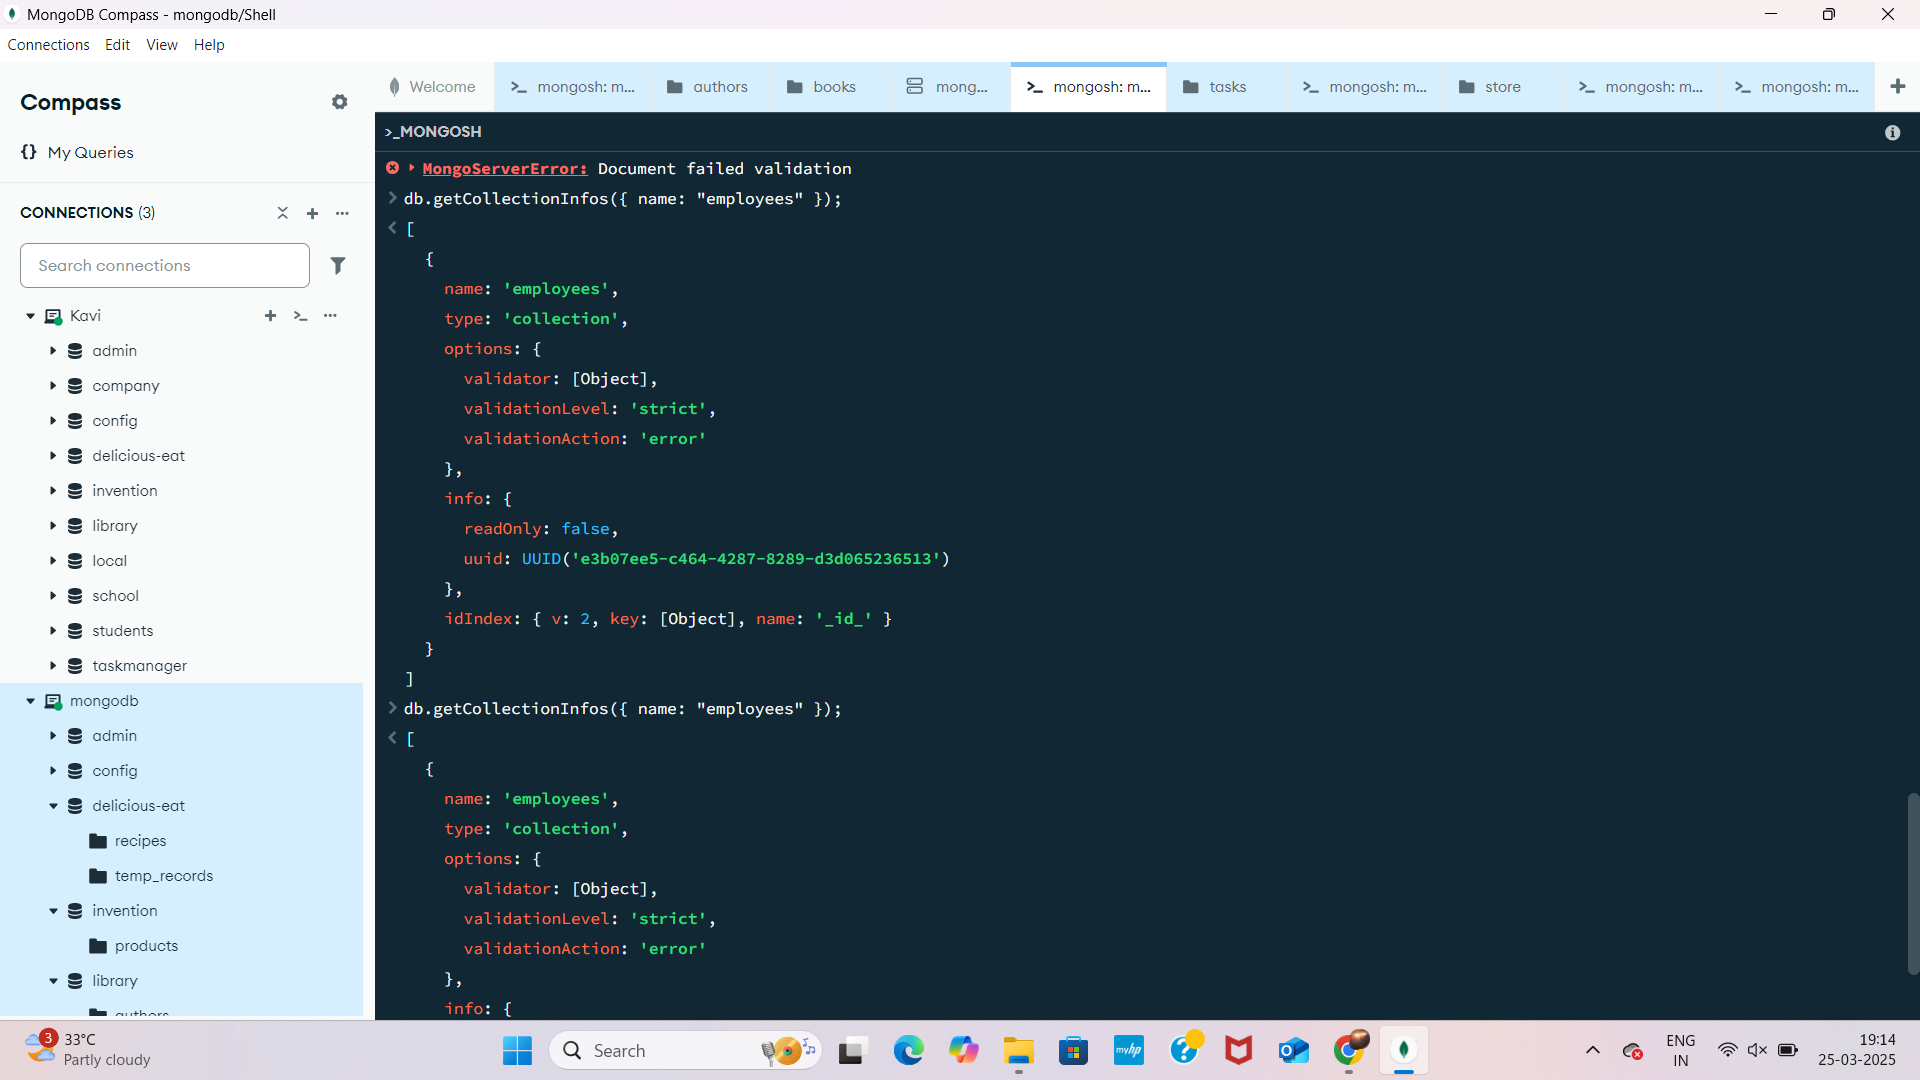 MongoDB Compass - mongodb/Shell
Connections Edit View Help
Compass
{} My Queries
CONNECTIONS (3)
Search connections
Kavi
admin
company
config
delicious-eat
invention
library
local
school
students
taskmanager
mongodb
admin
config
delicious-eat
recipes
temp_records
invention
products
library
authors
Welcome
>_ mongosh: m...
authors
books
mong...
>_ mongosh: m...
tasks
>_ mongosh: m...
store
>_ mongosh: m...
>_ mongosh: m...
>_MONGOSH
MongoServerError: Document failed validation
> db.getCollectionInfos({ name: "employees" });
< [
{
name: 'employees',
type: 'collection',
options: {
validator: [Object],
validationLevel: 'strict',
validationAction: 'error'
},
info: {
readOnly: false,
uuid: UUID('e3b07ee5-c464-4287-8289-d3d065236513')
},
idIndex: { v: 2, key: [Object], name: '_id_' }
}
]
> db.getCollectionInfos({ name: "employees" });
< [
{
name: 'employees',
type: 'collection',
options: {
validator: [Object],
validationLevel: 'strict',
validationAction: 'error'
},
info: {
3
33°C
Partly cloudy
Search
myhp
ENG
IN
19:14
25-03-2025